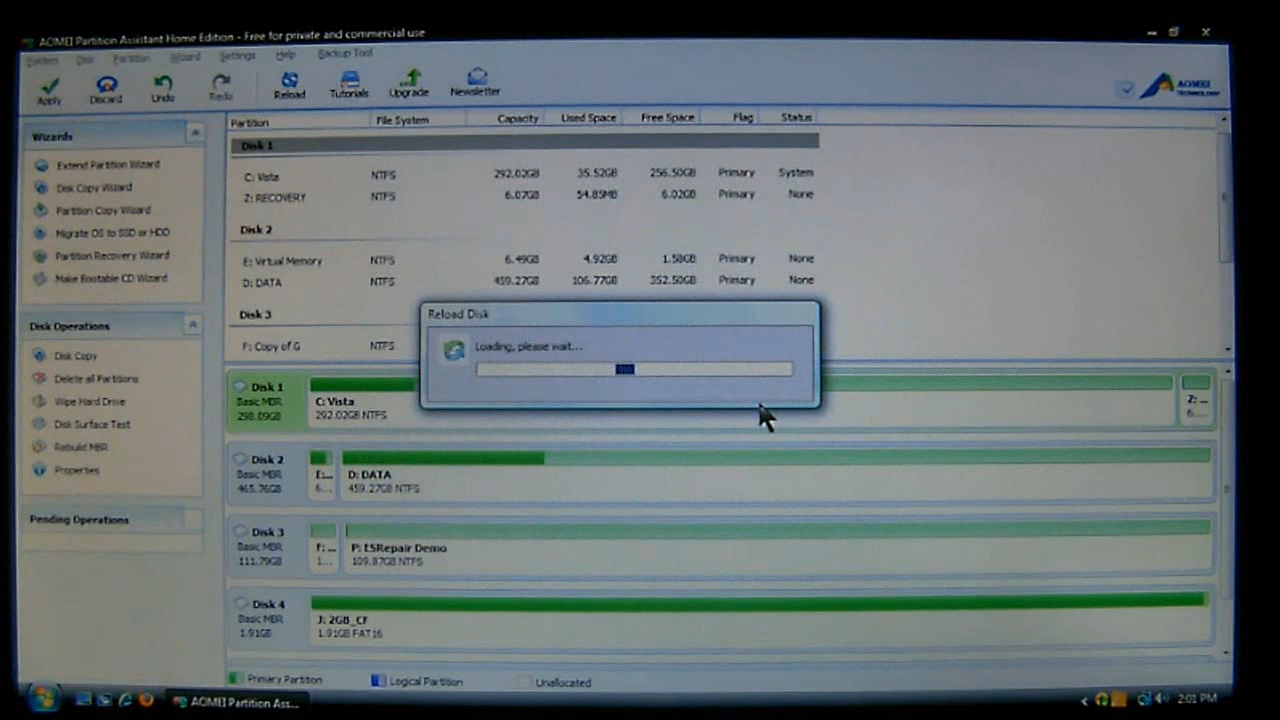 AOMEI Partition Assistant Home Edition - Free for private and commercial use
System Disk Partition Wizard Settings Help Backup Tool
Apply Discard Undo Redo Reload Tutorials Upgrade Newsletter
AOMEI
TECHNOLOGY
Wizards
Extend Partition Wizard
Disk Copy Wizard
Partition Copy Wizard
Migrate OS to SSD or HDD
Partition Recovery Wizard
Make Bootable CD Wizard
Disk Operations
Disk Copy
Delete all Partitions
Wipe Hard Drive
Disk Surface Test
Rebuild MBR
Properties
Pending Operations
Partition File System Capacity Used Space Free Space Flag Status
Disk 1
C: Vista NTFS 292.02GB 35.52GB 256.50GB Primary System
Z: RECOVERY NTFS 6.07GB 54.85MB 6.02GB Primary None
Disk 2
E: Virtual Memory NTFS 6.49GB 4.92GB 1.58GB Primary None
D: DATA NTFS 459.27GB 106.77GB 352.50GB Primary None
Disk 3
F: Copy of G NTFS
Reload Disk
Loading, please wait...
Disk 1
Basic MBR
298.09GB
C: Vista
292.02GB NTFS
Z: ...
6...
Disk 2
Basic MBR
465.76GB
E:...
6...
D: DATA
459.27GB NTFS
Disk 3
Basic MBR
111.79GB
F: ...
1...
P: ESRepair Demo
109.87GB NTFS
Disk 4
Basic MBR
1.91GB
J: 2GB_CF
1.91GB FAT16
Primary Partition Logical Partition Unallocated
AOMEI Partition Ass...
2:01 PM